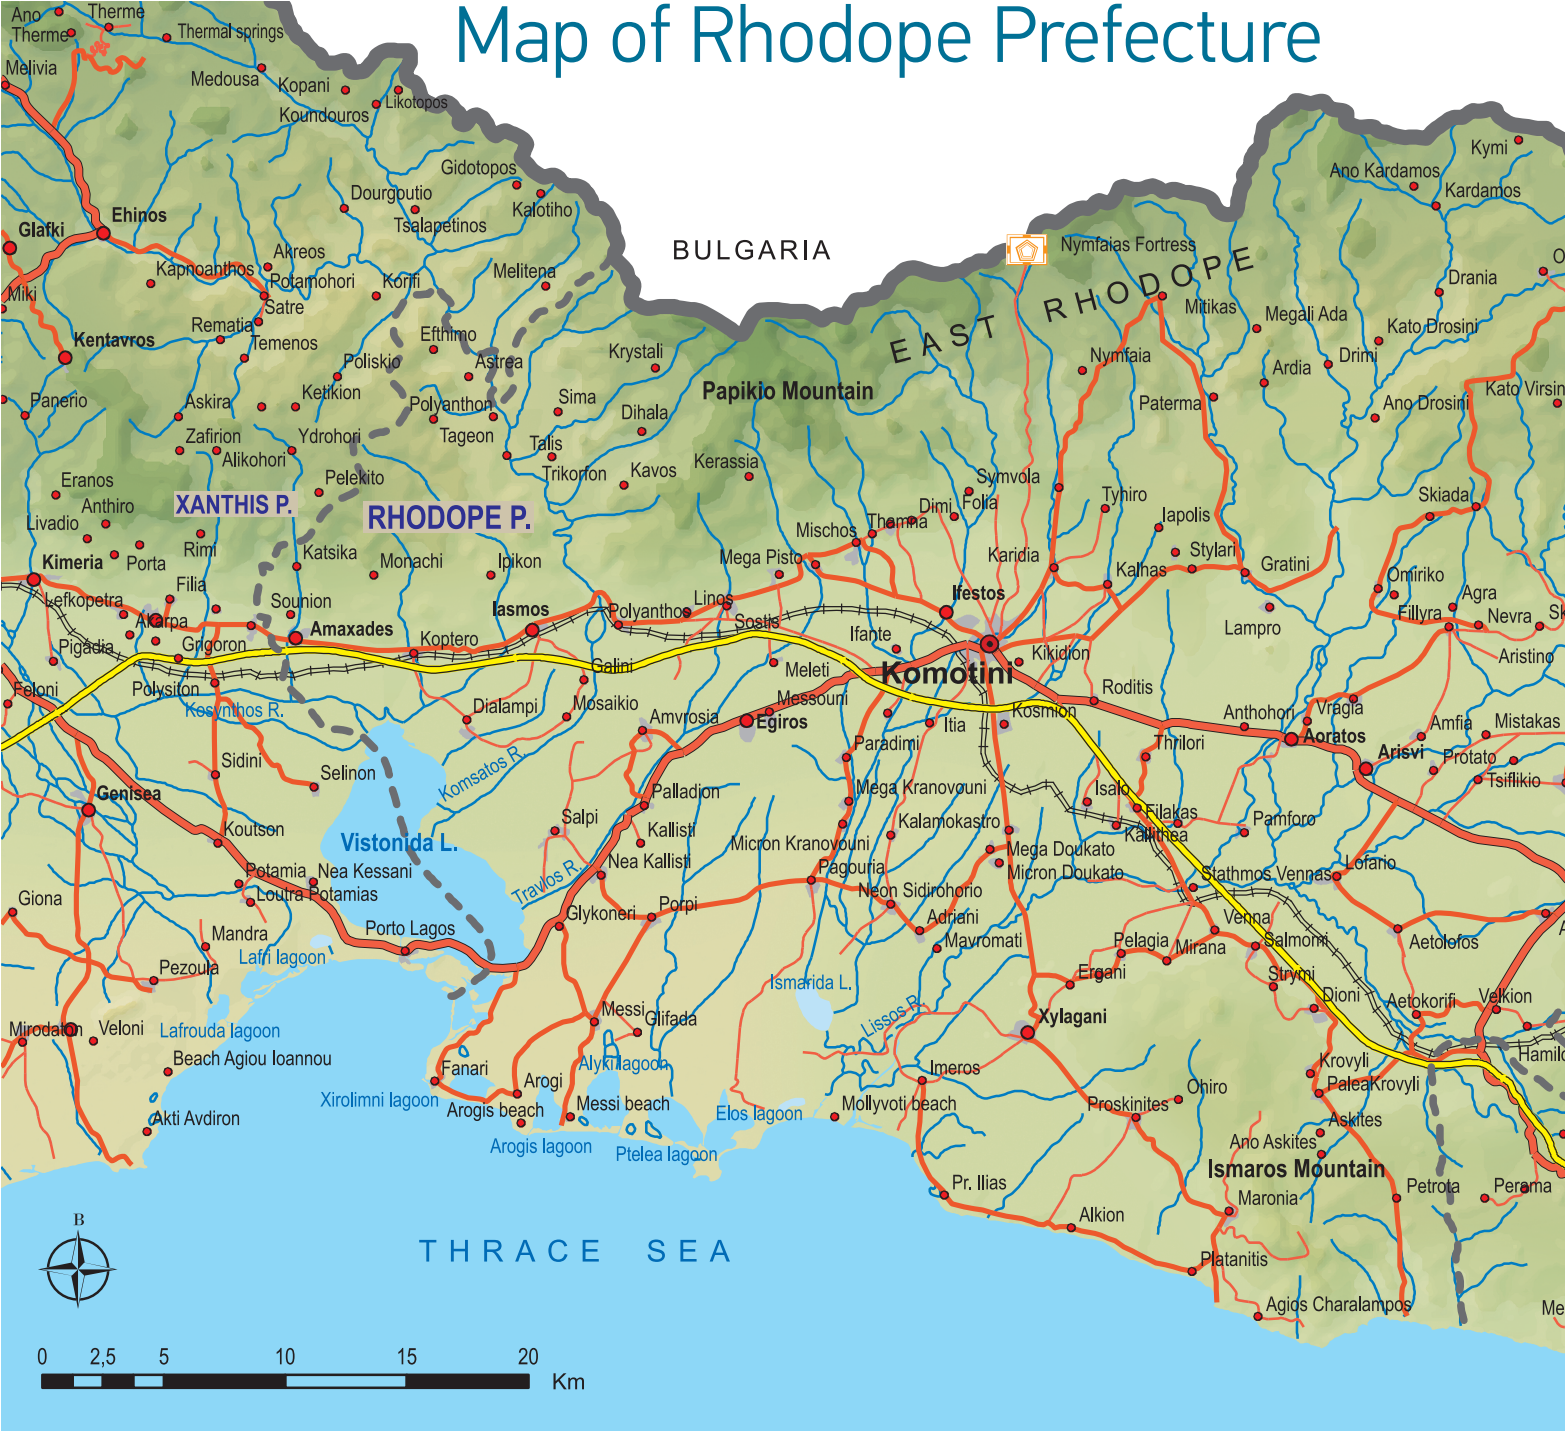 Map of Rhodope Prefecture
Ano
Therme
Therme
Thermal springs
Melivia
Medousa
Kopani
Likotopos
Koundouros
Kymi
Ano Kardamos
Kardamos
Gidotopos
Dourgoutio
Kalotiho
Tsalapetinos
Ehinos
Glafki
BULGARIA
Nymfaias Fortress
EAST RHODOPE
Akreos
Kapnoanthos
Potamohori
Korifi
Melitena
Drania
Miki
Satre
Mitikas
Megali Ada
Rematia
Temenos
Efthimo
Kato Drosini
Kentavros
Poliskio
Astrea
Krystali
Nymfaia
Drimi
Ardia
Papikio Mountain
Panerio
Askira
Ketikion
Polyanthon
Sima
Dihala
Paterma
Ano Drosini
Kato Virsin
Zafirion
Ydrohori
Tageon
Talis
Alikohori
Trikorfon
Kavos
Kerassia
Eranos
Pelekito
Symvola
Anthiro
XANTHIS P.
RHODOPE P.
Dimi
Folia
Tyhiro
Skiada
Livadio
Thamna
Iapolis
Mischos
Rimi
Katsika
Monachi
Ipikon
Mega Pisto
Karidia
Stylari
Kimeria
Porta
Kalhas
Gratini
Omiriko
Filia
Lefkopetra
Sounion
Iasmos
Polyanthos
Linos
Ifestos
Agra
Fillyra
Nevra
Sk
Akarpa
Amaxades
Sostis
Ifante
Lampro
Pigadia
Grigoron
Koptero
Galini
Meleti
Komotini
Kikidion
Aristino
Feloni
Polysiton
Roditis
Kosynthos R.
Dialampi
Mosaikio
Messouni
Amvrosia
Egiros
Itia
Kosmion
Anthohori
Vragia
Amfia
Mistakas
Paradimi
Thrilori
Aoratos
Arisvi
Protato
Sidini
Selinon
Komsatos R.
Tsiflikio
Genisea
Palladion
Mega Kranovouni
Isalo
Salpi
Filakas
Koutson
Kallisti
Kalamokastro
Kallithea
Pamforo
Vistonida L.
Micron Kranovouni
Mega Doukato
Nea Kallisti
Potamia
Nea Kessani
Pagouria
Micron Doukato
Stathmos Vennas
Lofario
Loutra Potamias
Travlos R.
Neon Sidirohorio
Giona
Glykoneri
Porpi
Adriani
Venna
Mandra
Porto Lagos
Mavromati
Pelagia
Mirana
Salmomi
Aetolofos
Lafri lagoon
Pezoula
Ergani
Strymi
Ismarida L.
Dioni
Lissos R.
Aetokorifi
Velkion
Mirodaton
Veloni
Messi
Glifada
Xylagani
Lafrouda lagoon
Beach Agiou Ioannou
Fanari
Alyki lagoon
Imeros
Krovyli
Hamilo
Arogi
Ohiro
PaleaKrovyli
Xirolimni lagoon
Arogis beach
Messi beach
Elos lagoon
Mollyvoti beach
Proskinites
Akti Avdiron
Askites
Arogis lagoon
Ptelea lagoon
Ano Askites
Ismaros Mountain
Pr. Ilias
Maronia
Petrota
Perama
Alkion
B
THRACE SEA
Platanitis
Agios Charalampos
Me
0 2,5 5 10 15 20
Km